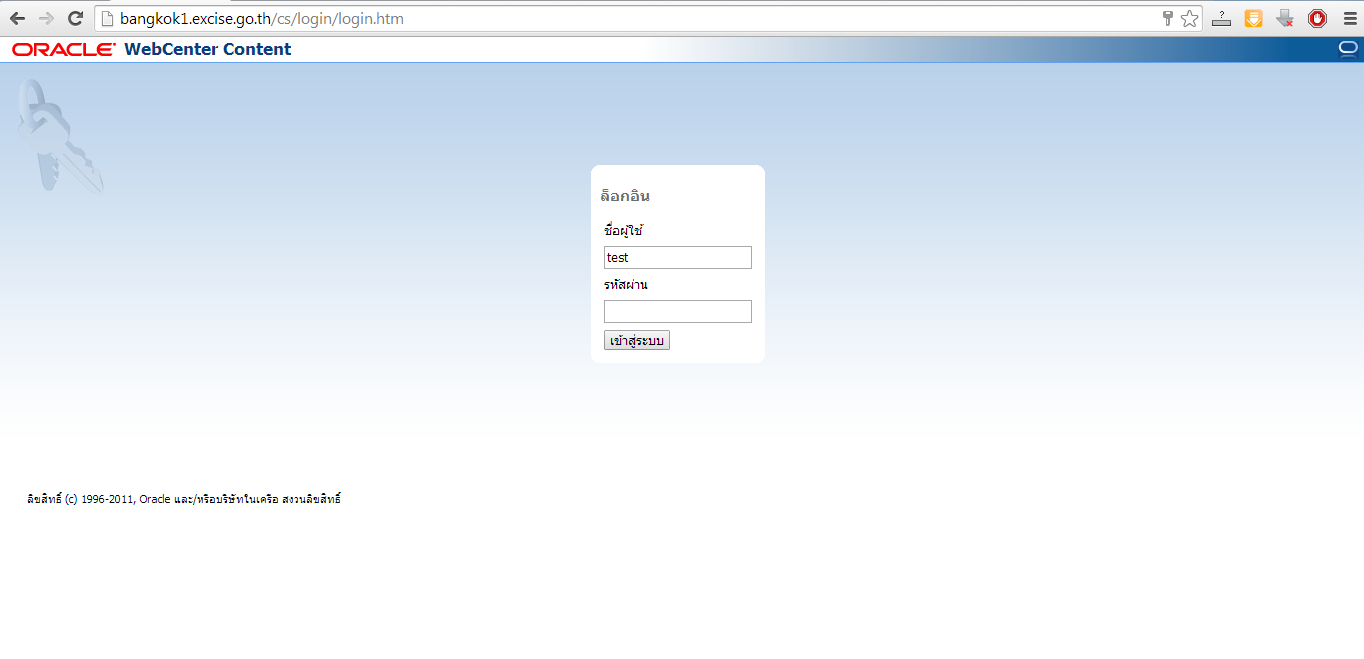 bangkok1.excise.go.th/cs/login/login.htm
ORACLE WebCenter Content
ล็อกอิน
ชื่อผู้ใช้
test
รหัสผ่าน
เข้าสู่ระบบ
ลิขสิทธิ์ (c) 1996-2011, Oracle และ/หรือบริษัทในเครือ สงวนลิขสิทธิ์